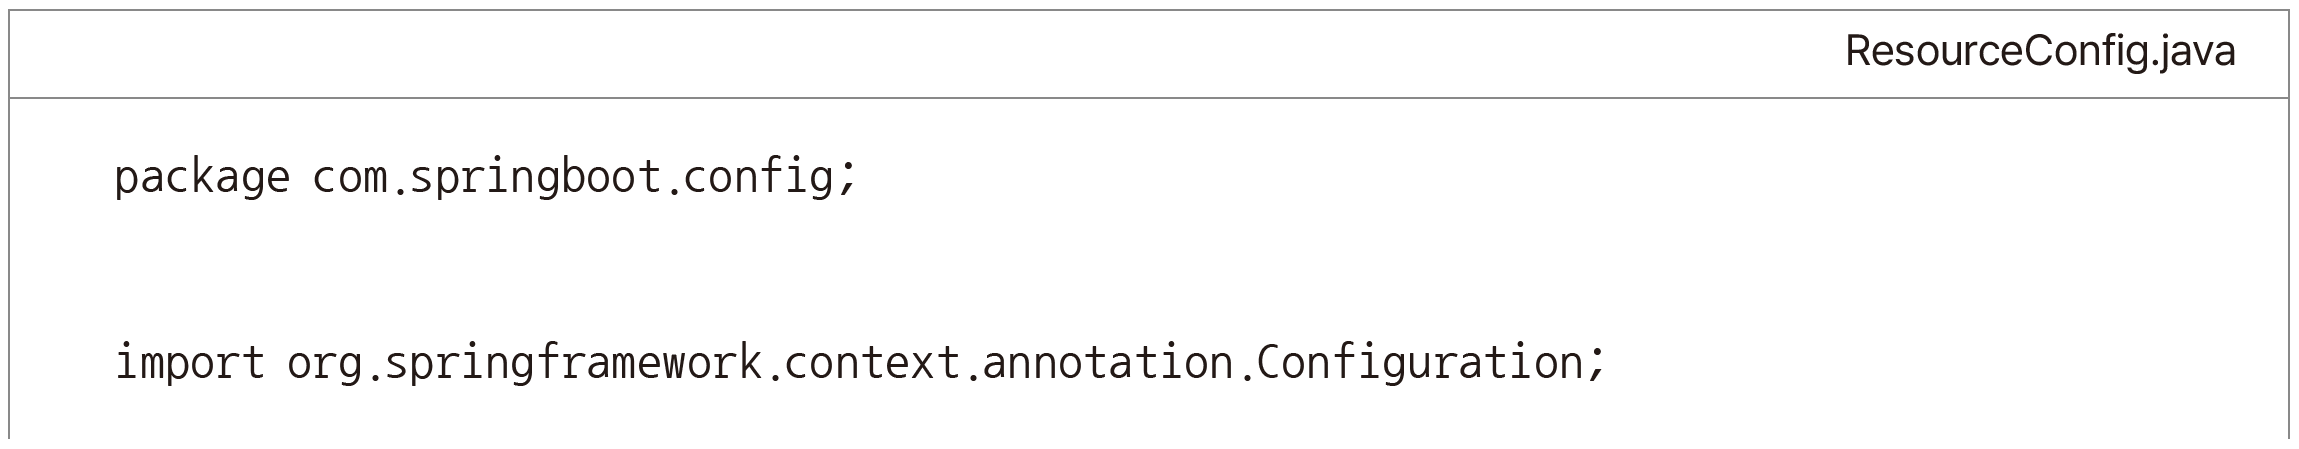 ResourceConfig.java
package com.springboot.config;
import org.springframework.context.annotation.Configuration;